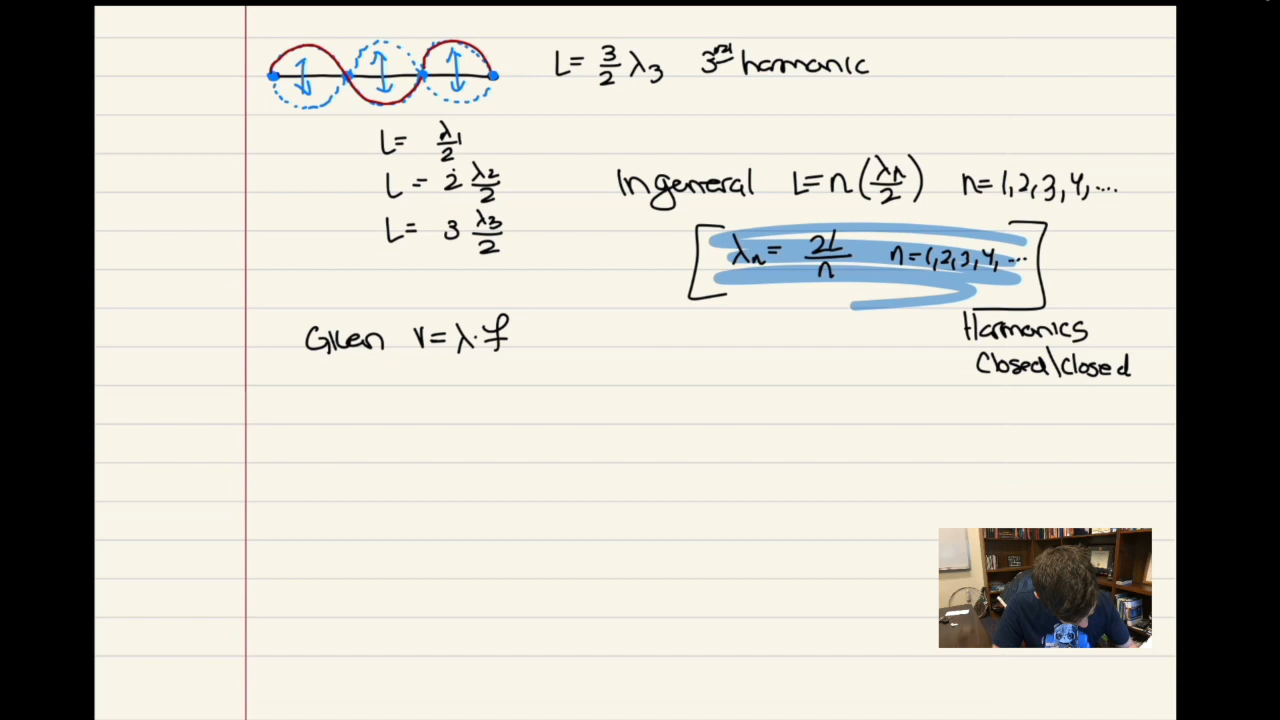 L= 3/2 λ₃ 3rd harmonic
L= λ₁/2
L= 2 λ₂/2
L= 3 λ₃/2
In general L=n(λₙ/2) n=1,2,3,4,....
[λₙ= 2L/n n=1,2,3,4,...]
Harmonics
Closed\closed
Given v=λ·f